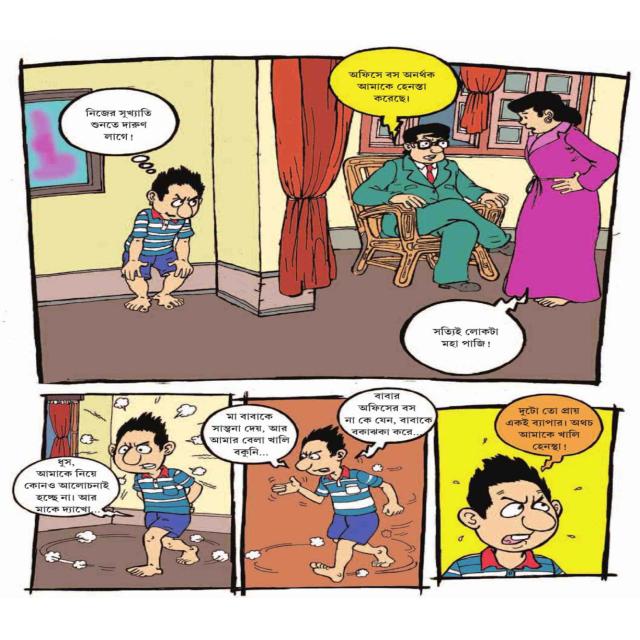 নিজের সুখ্যাতি
শুনতে দারুণ
লাগে!
অফিসে বস অনর্থক
আমাকে হেনস্তা
করেছে।
সত্যিই লোকটা
মহা পাজি!
ধুস,
আমাকে নিয়ে
কোনও আলোচনাই
হচ্ছে না। আর
মাকে দ্যাখো...
মা বাবাকে
সান্ত্বনা দেয়, আর
আমার বেলা খালি
বকুনি...
বাবার
অফিসের বস
না কে যেন, বাবাকে
বকাঝকা করে...
দুটো তো প্রায়
একই ব্যাপার। অথচ
আমাকে খালি
হেনস্থা!